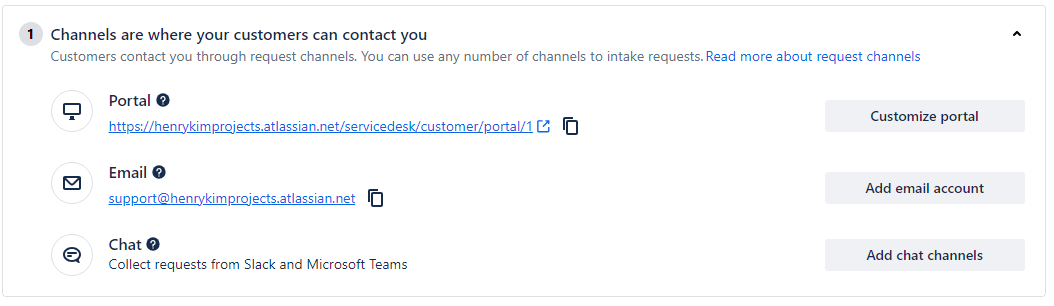 1 Channels are where your customers can contact you
Customers contact you through request channels. You can use any number of channels to intake requests. Read more about request channels
Portal ?
https://henrykimprojects.atlassian.net/servicedesk/customer/portal/1
Customize portal
Email ?
support@henrykimprojects.atlassian.net
Add email account
Chat ?
Collect requests from Slack and Microsoft Teams
Add chat channels